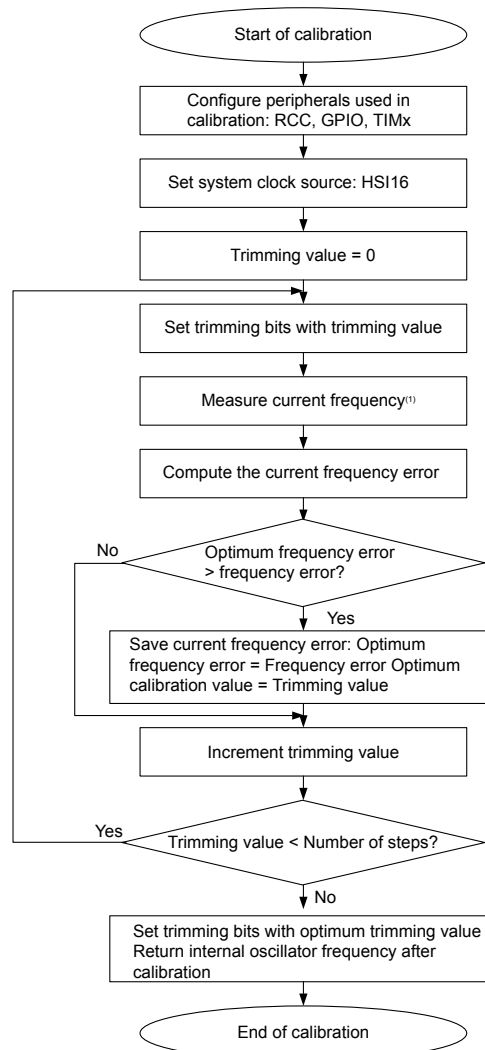 Start of calibration
Configure peripherals used in
calibration: RCC, GPIO, TIMx
Set system clock source: HSI16
Trimming value = 0
Set trimming bits with trimming value
Measure current frequency(1)
Compute the current frequency error
No
Optimum frequency error
> frequency error?
Yes
Save current frequency error: Optimum
frequency error = Frequency error Optimum
calibration value = Trimming value
Increment trimming value
Yes
Trimming value < Number of steps?
No
Set trimming bits with optimum trimming value
Return internal oscillator frequency after
calibration
End of calibration